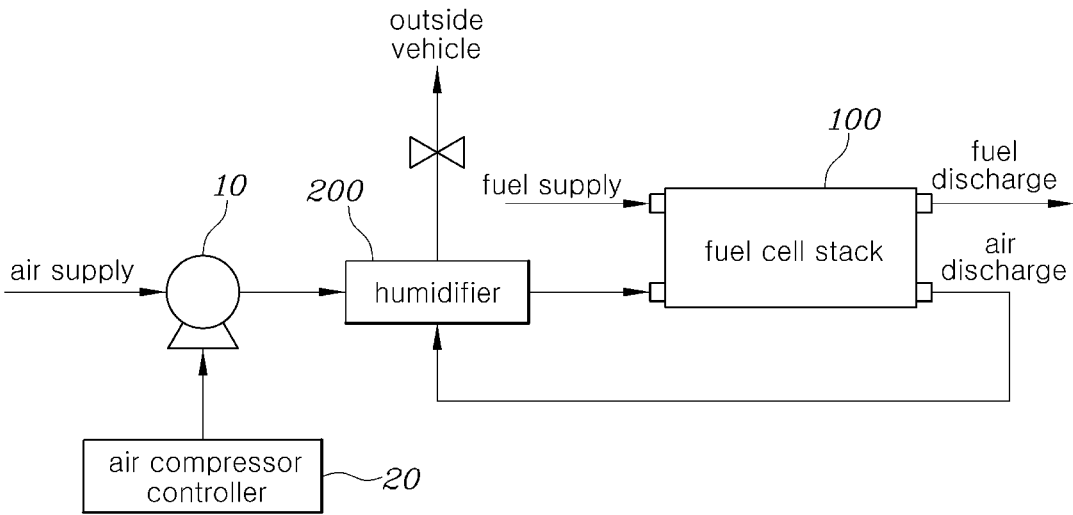 outside
vehicle
100
fuel
discharge
fuel supply
10
200
fuel cell stack
air
discharge
air supply
humidifier
air compressor
controller
20